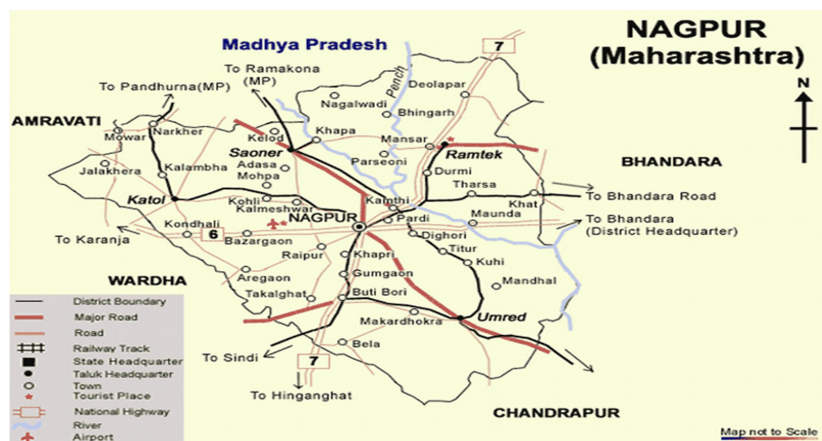 NAGPUR
(Maharashtra)
N
Madhya Pradesh
7
To Ramakona
(MP)
To Pandhurna(MP)
Pench
Deolapar
Nagalwadi
Bhingarh
AMRAVATI
Narkher
Mowar
Kelod
Khapa
Mansar
Saoner
Parseoni
Ramtek
BHANDARA
Jalakhera
Kalambha
Adasa
Mohpa
Durmi
Tharsa
Katol
Kohli
Kalmeshwar
Kamthi
Khat
To Bhandara Road
NAGPUR
Pardi
Maunda
To Bhandara
(District Headquarter)
Kondhali
To Karanja
6
Bazargaon
Dighori
Raipur
Khapri
Titur
Kuhi
WARDHA
Aregaon
Gumgaon
Mandhal
Takalghat
Buti Bori
Makardhokra
Umred
Bela
To Sindi
7
To Hinganghat
CHANDRAPUR
District Boundary
Major Road
Road
Railway Track
State Headquarter
Taluk Headquarter
Town
Tourist Place
National Highway
River
Airport
Map not to Scale